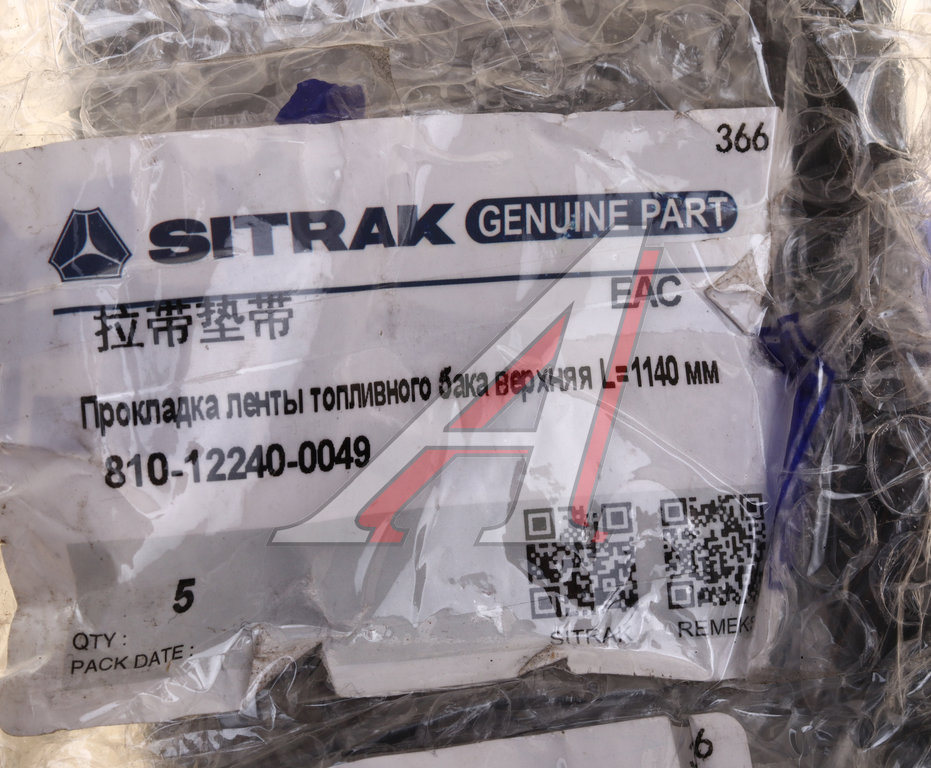 366
SITRAK GENUINE PART
EAC
拉带垫带
Прокладка ленты топливного бака верхняя L=1140 мм
810-12240-0049
5
QTY :
PACK DATE :
SITRAK
6